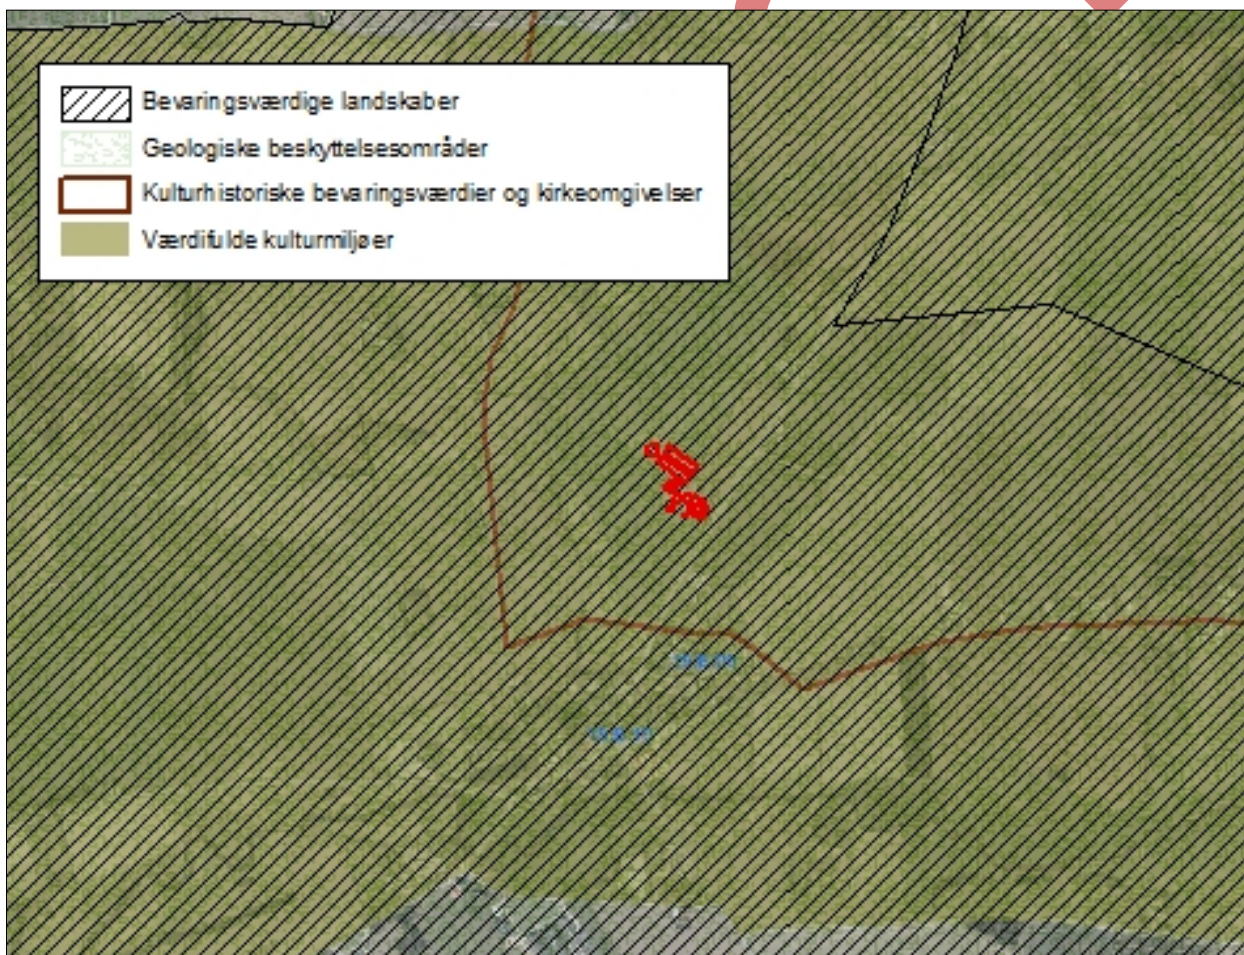 Bevaringsværdige landskaber
Geologiske beskyttelsesområder
Kulturhistoriske bevaringsværdier og kirkeomgivelser
Værdifulde kulturmiljøer